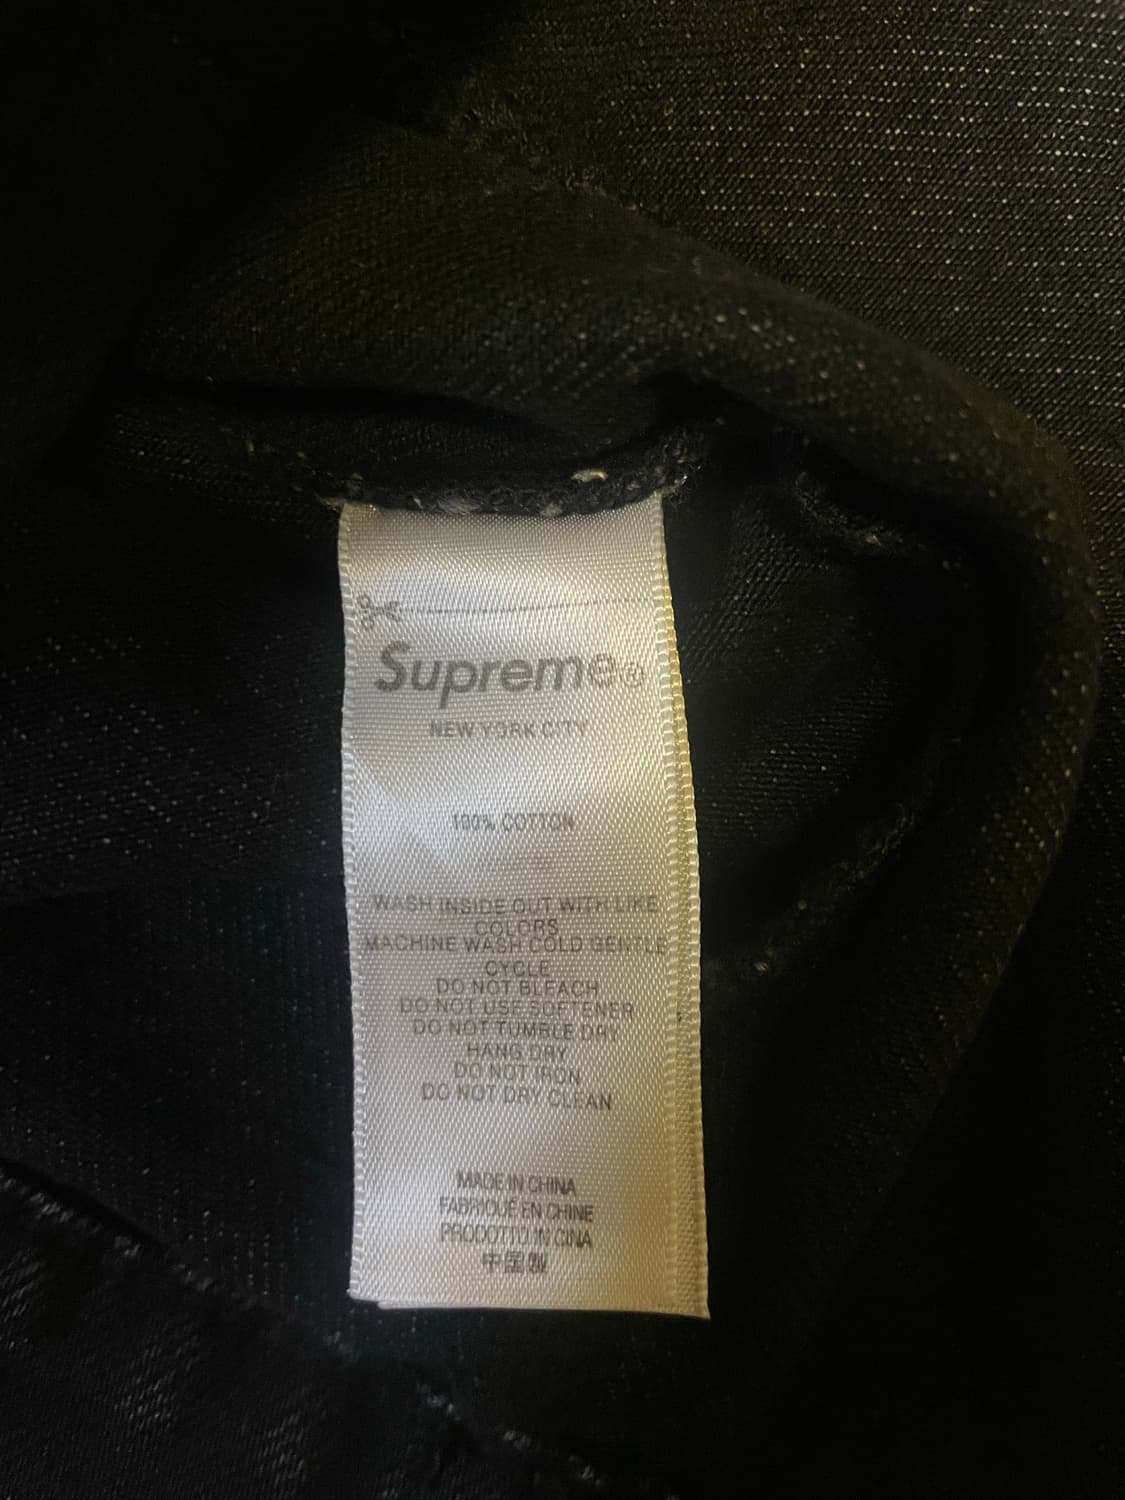 Supreme®
NEW YORK CITY
100% COTTON
WASH INSIDE OUT WITH LIKE
COLORS
MACHINE WASH COLD GENTLE
CYCLE
DO NOT BLEACH
DO NOT USE SOFTENER
DO NOT TUMBLE DRY
HANG DRY
DO NOT IRON
DO NOT DRY CLEAN
MADE IN CHINA
FABRIQUÉ EN CHINE
PRODOTTO IN CINA
中国製